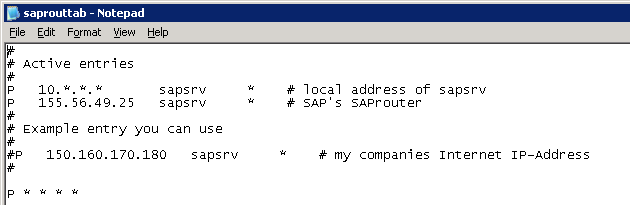 saprouttab - Notepad
File Edit Format View Help
#
# Active entries
#
P 10.*.*.* sapsrv * # local address of sapsrv
P 155.56.49.25 sapsrv * # SAP's SAProuter
#
# Example entry you can use
#
#P 150.160.170.180 sapsrv * # my companies Internet IP-Address
#
P * * * *